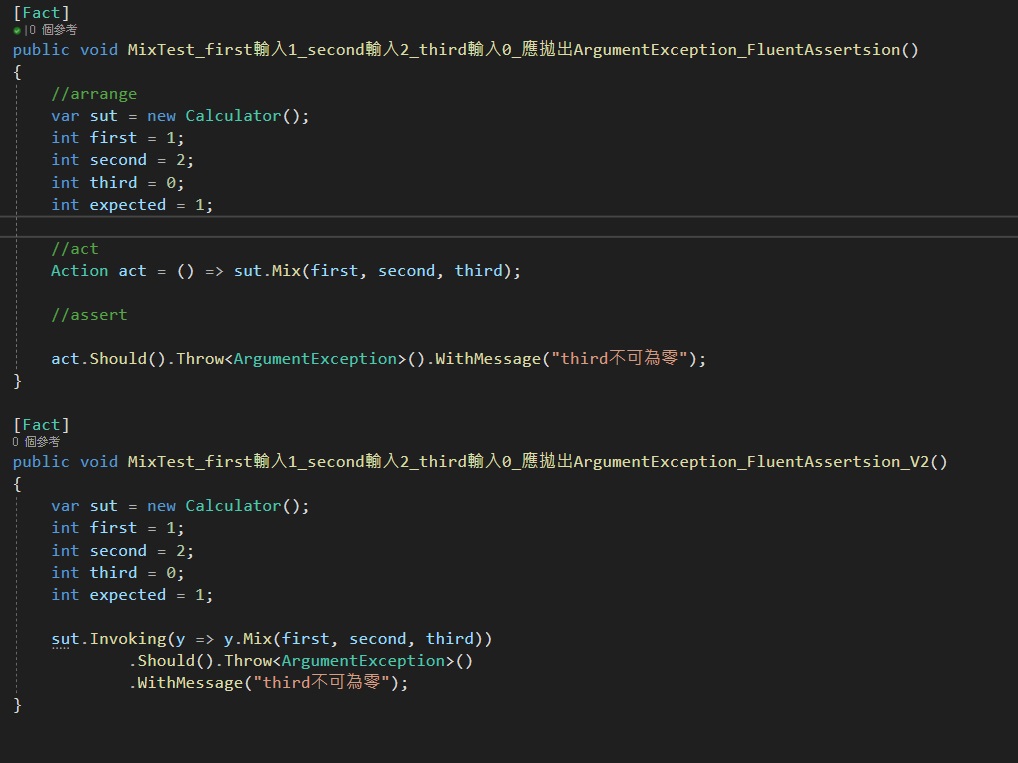 [Fact]
|0 個參考
public void MixTest_first輸入1_second輸入2_third輸入0_應拋出ArgumentException_FluentAssertsion()
{
    //arrange
    var sut = new Calculator();
    int first = 1;
    int second = 2;
    int third = 0;
    int expected = 1;

    //act
    Action act = () => sut.Mix(first, second, third);

    //assert

    act.Should().Throw<ArgumentException>().WithMessage("third不可為零");
}

[Fact]
0 個參考
public void MixTest_first輸入1_second輸入2_third輸入0_應拋出ArgumentException_FluentAssertsion_V2()
{
    var sut = new Calculator();
    int first = 1;
    int second = 2;
    int third = 0;
    int expected = 1;

    sut.Invoking(y => y.Mix(first, second, third))
            .Should().Throw<ArgumentException>()
            .WithMessage("third不可為零");
}